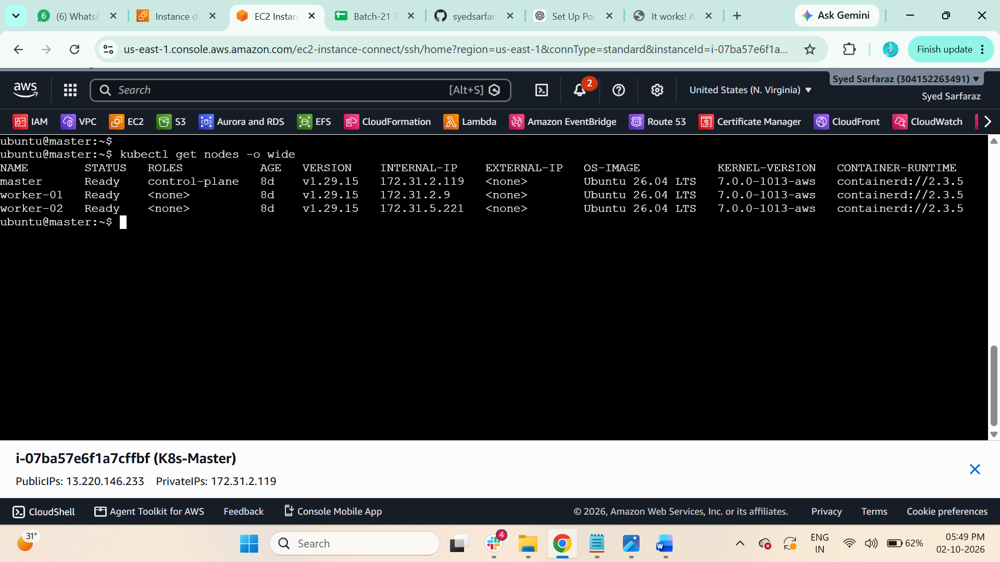 (6) WhatsA
Instance d
EC2 Instan
Batch-21 T
syedsarfar
Set Up Poc
It works! A
Ask Gemini
us-east-1.console.aws.amazon.com/ec2-instance-connect/ssh/home?region=us-east-1&connType=standard&instanceId=i-07ba57e6f1a...
Finish update
aws
Search
[Alt+S]
2
United States (N. Virginia)
Syed Sarfaraz (304152263491)
Syed Sarfaraz
IAM VPC EC2 S3 Aurora and RDS EFS CloudFormation Lambda Amazon EventBridge Route 53 Certificate Manager CloudFront CloudWatch
ubuntu@master:~$
ubuntu@master:~$ kubectl get nodes -o wide
NAME STATUS ROLES AGE VERSION INTERNAL-IP EXTERNAL-IP OS-IMAGE KERNEL-VERSION CONTAINER-RUNTIME
master Ready control-plane 8d v1.29.15 172.31.2.119 <none> Ubuntu 26.04 LTS 7.0.0-1013-aws containerd://2.3.5
worker-01 Ready <none> 8d v1.29.15 172.31.2.9 <none> Ubuntu 26.04 LTS 7.0.0-1013-aws containerd://2.3.5
worker-02 Ready <none> 8d v1.29.15 172.31.5.221 <none> Ubuntu 26.04 LTS 7.0.0-1013-aws containerd://2.3.5
ubuntu@master:~$
i-07ba57e6f1a7cffbf (K8s-Master)
PublicIPs: 13.220.146.233 PrivateIPs: 172.31.2.119
CloudShell Agent Toolkit for AWS Feedback Console Mobile App © 2026, Amazon Web Services, Inc. or its affiliates. Privacy Terms Cookie preferences
31°
Search
4
ENG
IN
62%
05:49 PM
02-10-2026